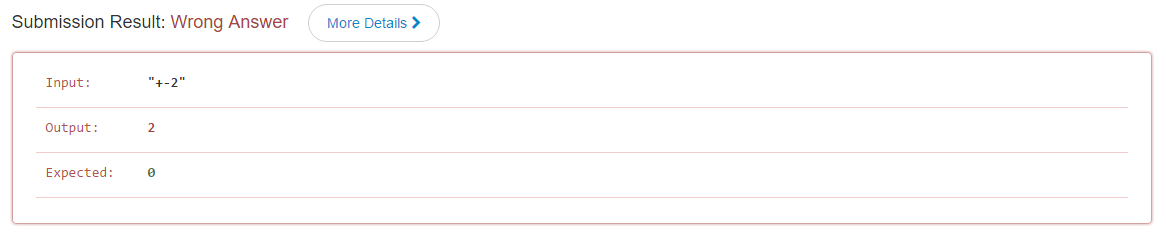 Submission Result: Wrong Answer More Details >
Input: "+-2"
Output: 2
Expected: 0